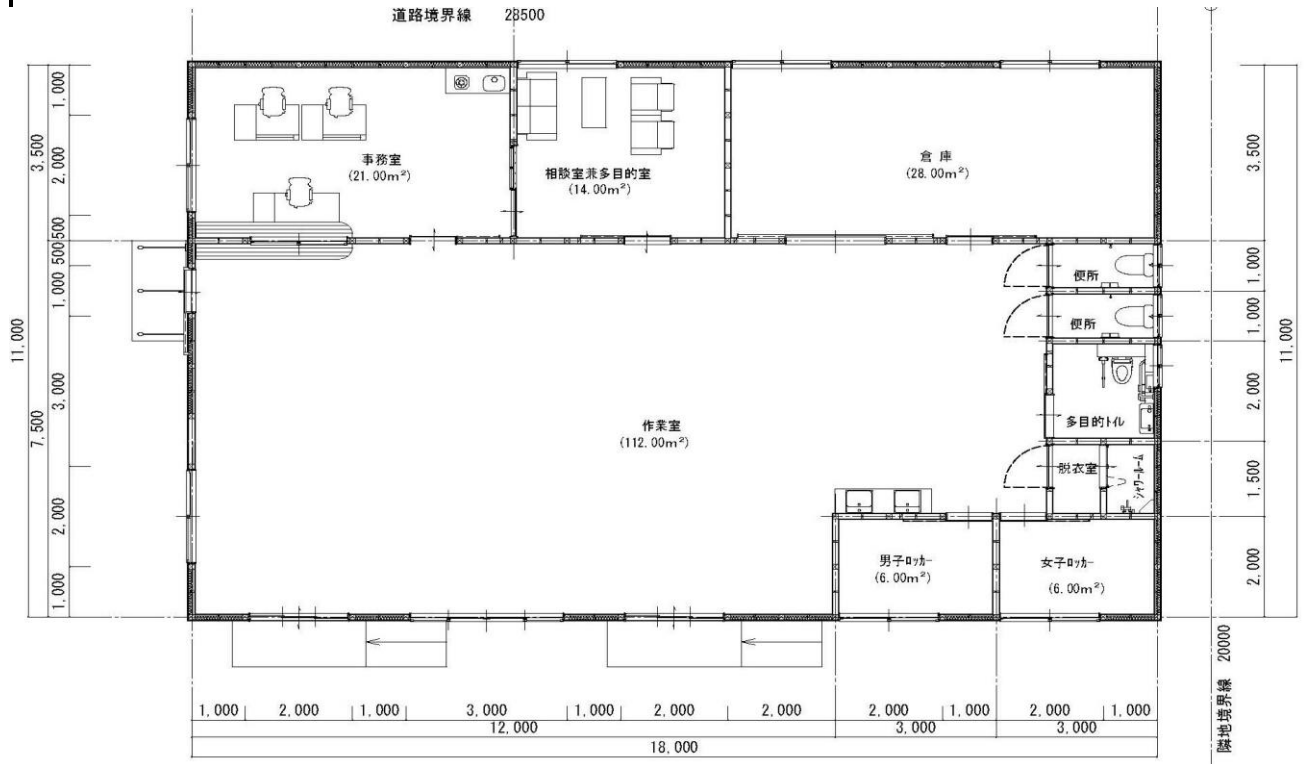 道路境界線 28500
事務室
(21.00m²)
相談室兼多目的室
(14.00m²)
倉庫
(28.00m²)
便所
便所
多目的トイレ
脱衣室
シャワールーム
作業室
(112.00m²)
男子ロッカー
(6.00m²)
女子ロッカー
(6.00m²)
1,000
2,000
500
500
1,000
3,000
2,000
1,000
3,500
7,500
11,000
3,500
1,000
1,000
2,000
1,500
2,000
11,000
隣地境界線 20000
1,000 2,000 1,000 3,000 1,000 2,000 2,000 2,000 1,000 2,000 1,000
12,000 3,000 3,000
18,000